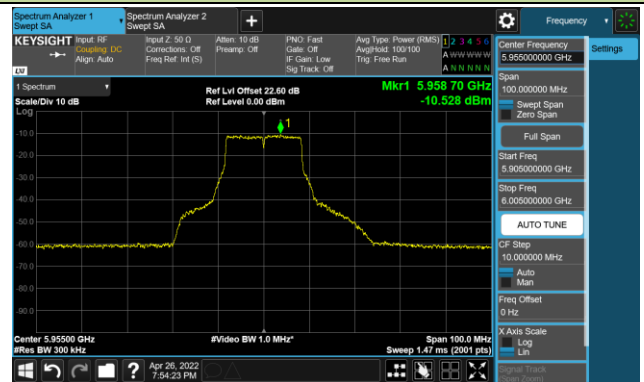 Spectrum Analyzer 1
Swept SA
Spectrum Analyzer 2
Swept SA
Frequency
KEYSIGHT
LXI
Input: RF
Coupling: DC
Align: Auto
Input Z: 50 Ω
Corrections: Off
Freq Ref: Int (S)
Atten: 10 dB
Preamp: Off
PNO: Fast
Gate: Off
IF Gain: Low
Sig Track: Off
Avg Type: Power (RMS)
Avg|Hold: 100/100
Trig: Free Run
1 2 3 4 5 6
A W W W W W
A N N N N N
1 Spectrum
Scale/Div 10 dB
Log
Ref Lvl Offset 22.60 dB
Ref Level 0.00 dBm
Mkr1 5.958 70 GHz
-10.528 dBm
1
-10.0
-20.0
-30.0
-40.0
-50.0
-60.0
-70.0
-80.0
-90.0
Center 5.95500 GHz
#Res BW 300 kHz
#Video BW 1.0 MHz*
Span 100.0 MHz
Sweep 1.47 ms (2001 pts)
?
Apr 26, 2022
7:54:23 PM
Center Frequency
5.955000000 GHz
Settings
Span
100.000000 MHz
Swept Span
Zero Span
Full Span
Start Freq
5.905000000 GHz
Stop Freq
6.005000000 GHz
AUTO TUNE
CF Step
10.000000 MHz
Auto
Man
Freq Offset
0 Hz
X Axis Scale
Log
Lin
Signal Track
(Span Zoom)